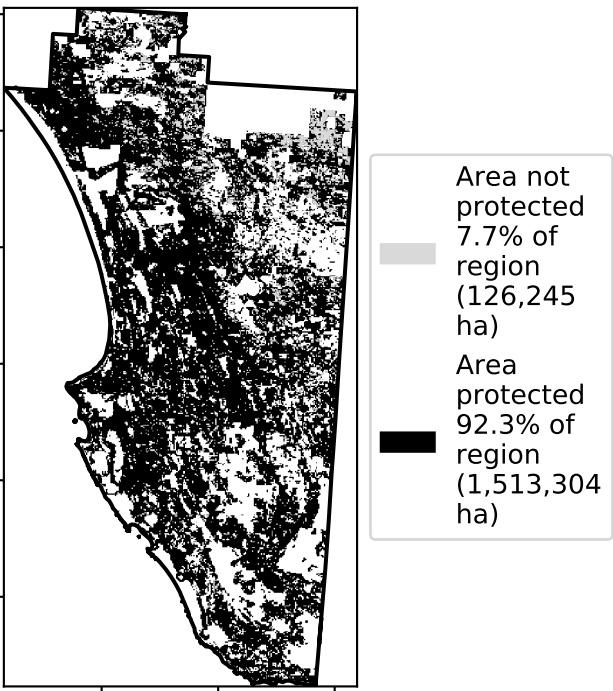 Area not
protected
7.7% of
region
(126,245
ha)
Area
protected
92.3% of
region
(1,513,304
ha)